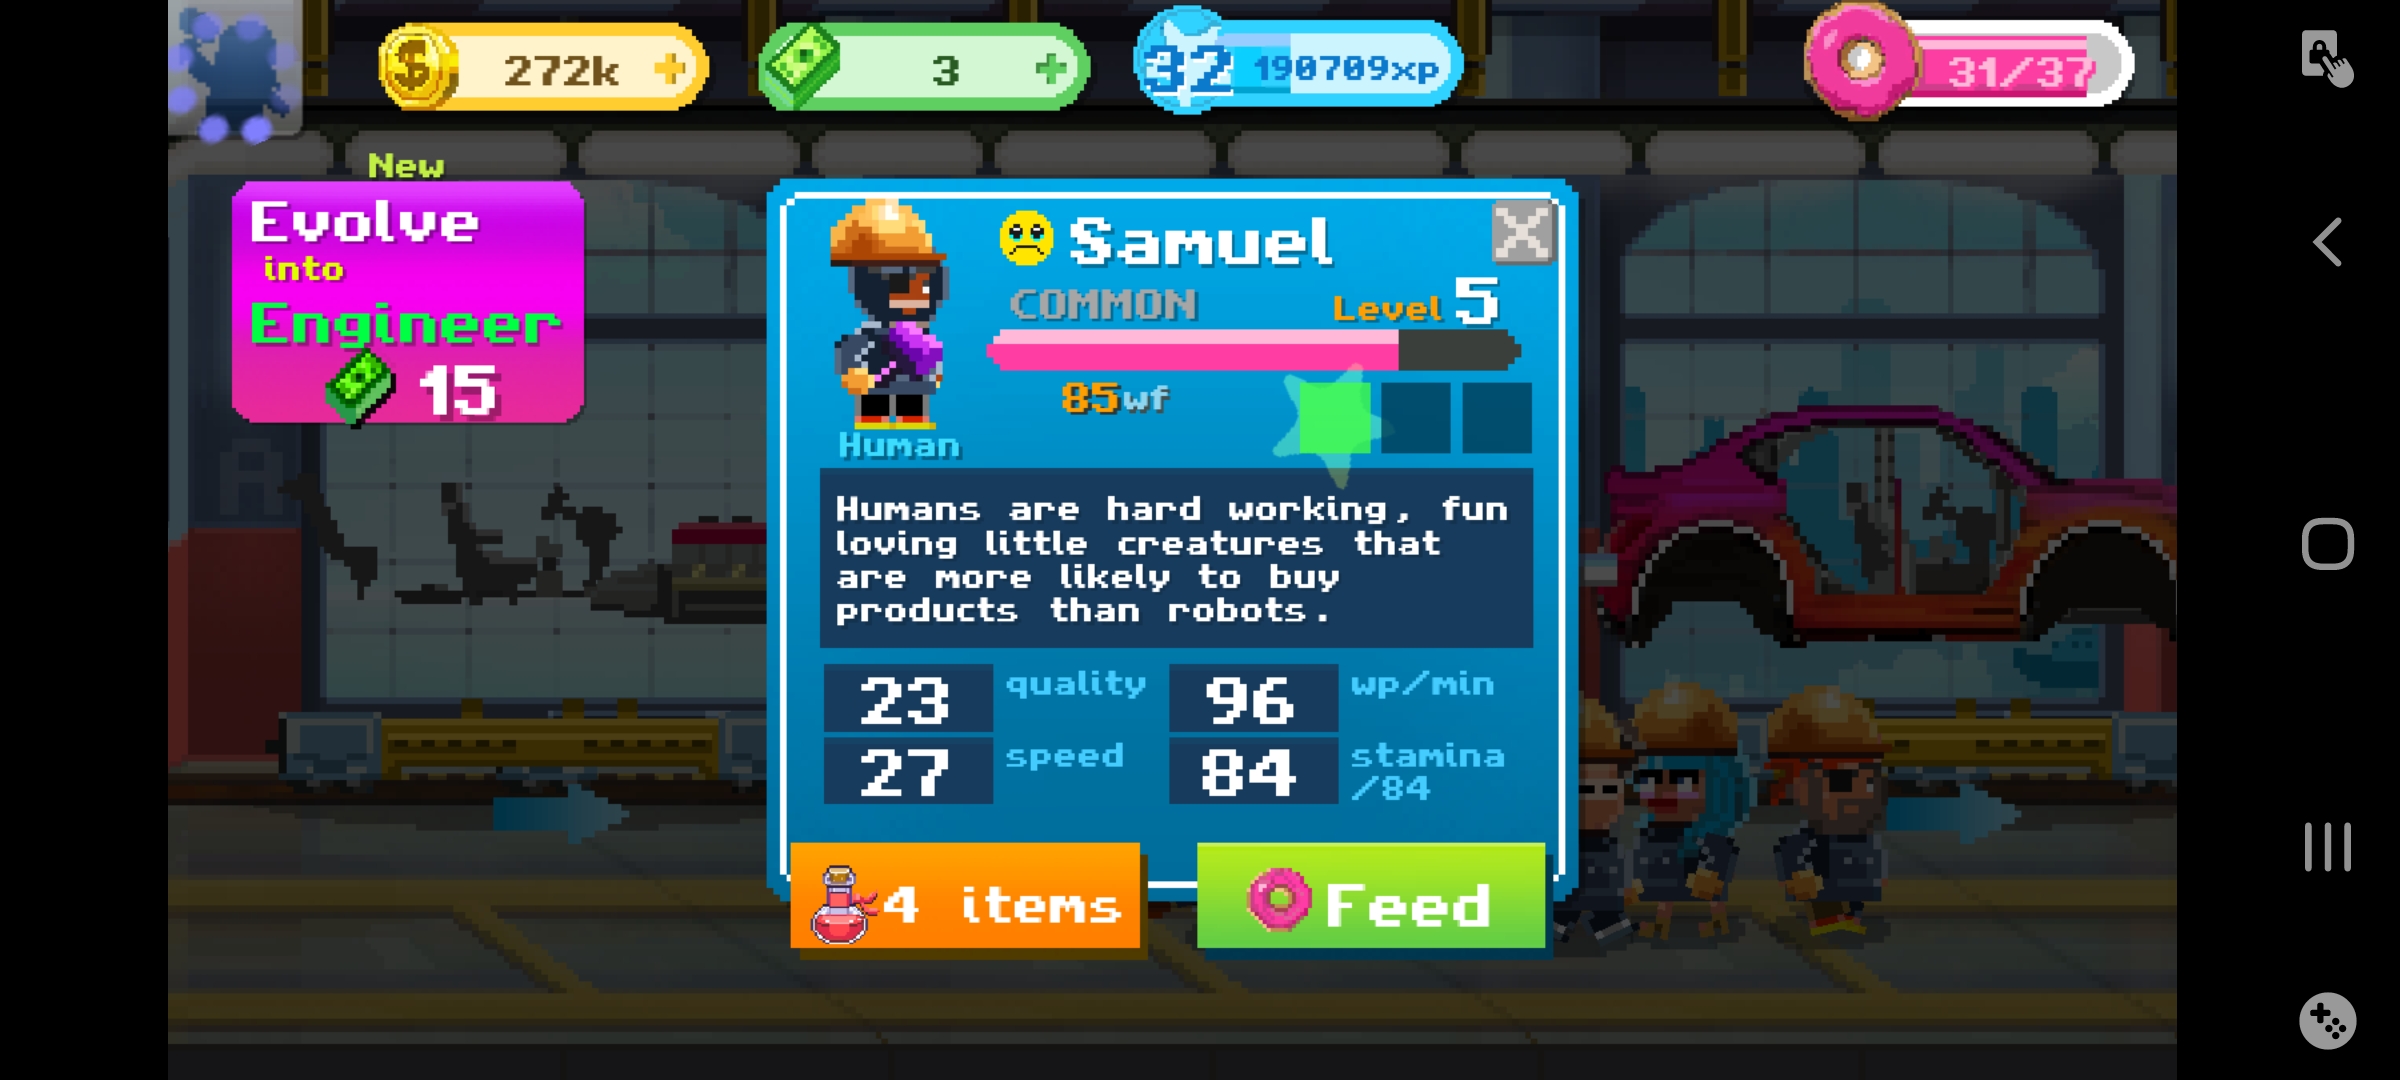 272k
3
32 190709xp
31/37
New
Evolve
into
Engineer
15
Samuel
COMMON
Level 5
85wf
Human
Humans are hard working, fun
loving little creatures that
are more likely to buy
products than robots.
23 quality 96 wp/min
27 speed 84 stamina
/84
4 items
Feed
A